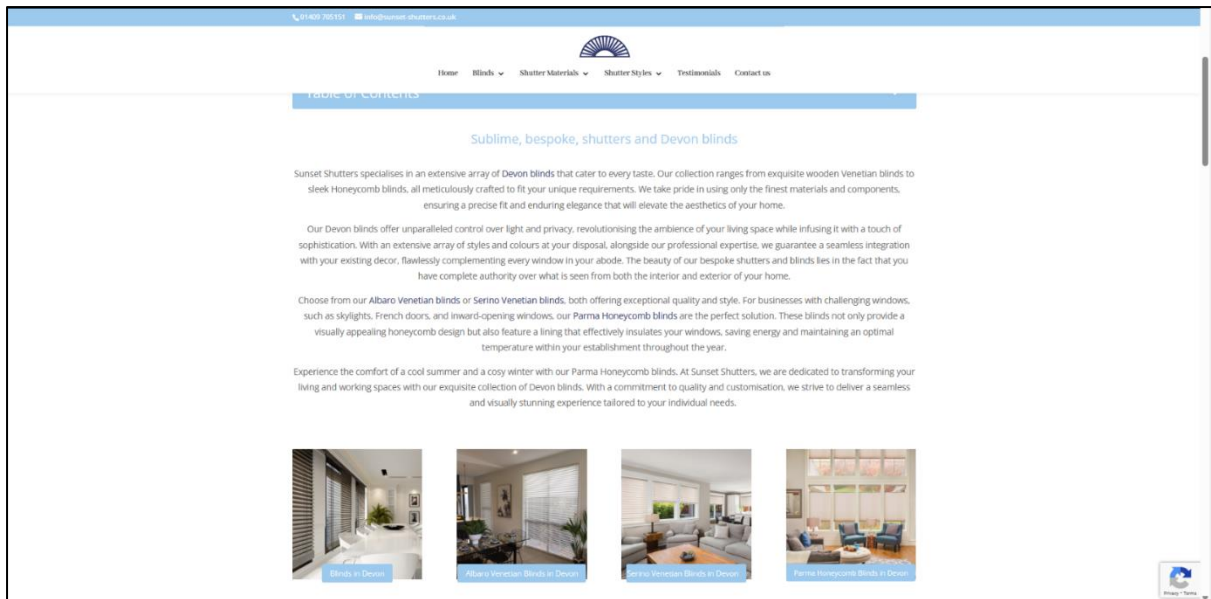 01409 705151 info@sunset-shutters.co.uk
Home Blinds Shutter Materials Shutter Styles Testimonials Contact us
Table of Contents
Sublime, bespoke, shutters and Devon blinds
Sunset Shutters specialises in an extensive array of Devon blinds that cater to every taste. Our collection ranges from exquisite wooden Venetian blinds to
sleek Honeycomb blinds, all meticulously crafted to fit your unique requirements. We take pride in using only the finest materials and components,
ensuring a precise fit and enduring elegance that will elevate the aesthetics of your home.
Our Devon blinds offer unparalleled control over light and privacy, revolutionising the ambience of your living space while infusing it with a touch of
sophistication. With an extensive array of styles and colours at your disposal, alongside our professional expertise, we guarantee a seamless integration
with your existing decor, flawlessly complementing every window in your abode. The beauty of our bespoke shutters and blinds lies in the fact that you
have complete authority over what is seen from both the interior and exterior of your home.
Choose from our Albaro Venetian blinds or Serino Venetian blinds, both offering exceptional quality and style. For businesses with challenging windows,
such as skylights, French doors, and inward-opening windows, our Parma Honeycomb blinds are the perfect solution. These blinds not only provide a
visually appealing honeycomb design but also feature a lining that effectively insulates your windows, saving energy and maintaining an optimal
temperature within your establishment throughout the year.
Experience the comfort of a cool summer and a cosy winter with our Parma Honeycomb blinds. At Sunset Shutters, we are dedicated to transforming your
living and working spaces with our exquisite collection of Devon blinds. With a commitment to quality and customisation, we strive to deliver a seamless
and visually stunning experience tailored to your individual needs.
Blinds in Devon
Albaro Venetian Blinds in Devon
Serino Venetian Blinds in Devon
Parma Honeycomb Blinds in Devon
Privacy - Terms